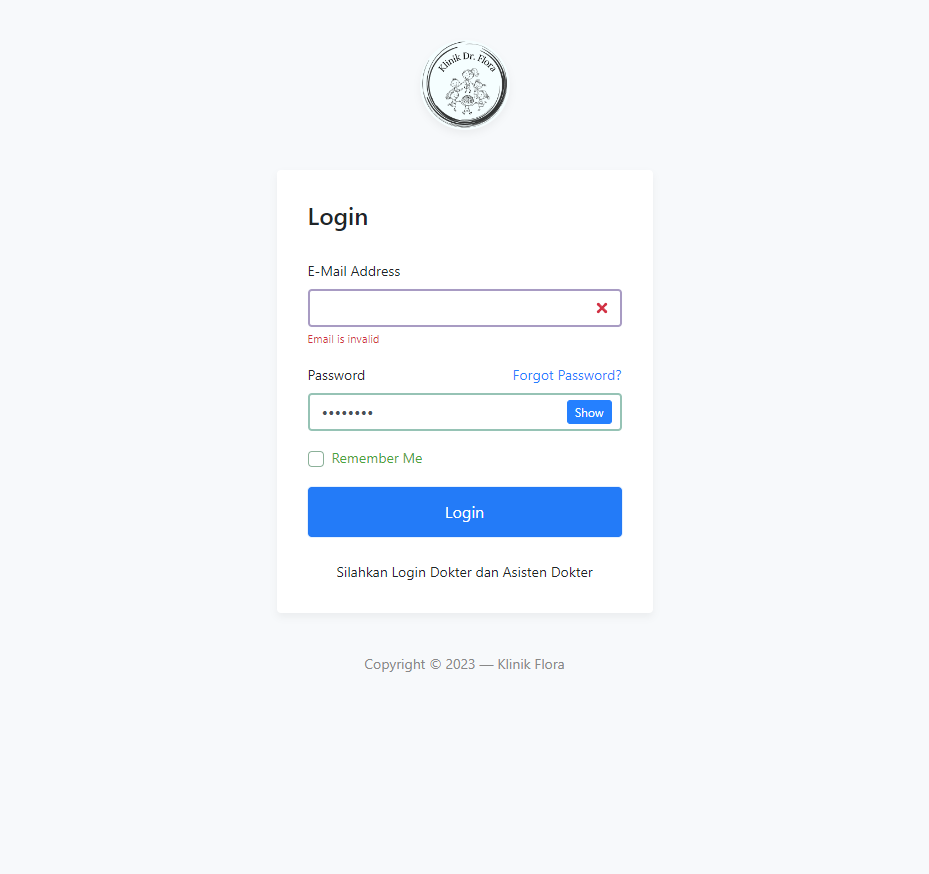 Klinik Dr. Flora
Login
E-Mail Address
Email is invalid
Password Forgot Password?
Show
Remember Me
Login
Silahkan Login Dokter dan Asisten Dokter
Copyright © 2023 — Klinik Flora